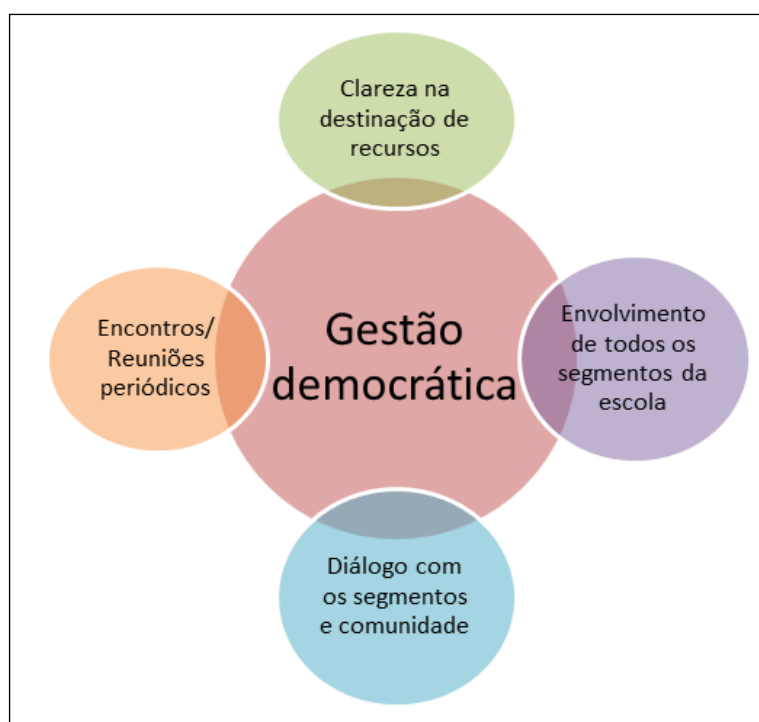 Clareza na
destinação de
recursos
Encontros/
Reuniões
periódicos
Gestão
democrática
Envolvimento
de todos os
segmentos da
escola
Diálogo com
os segmentos
e comunidade